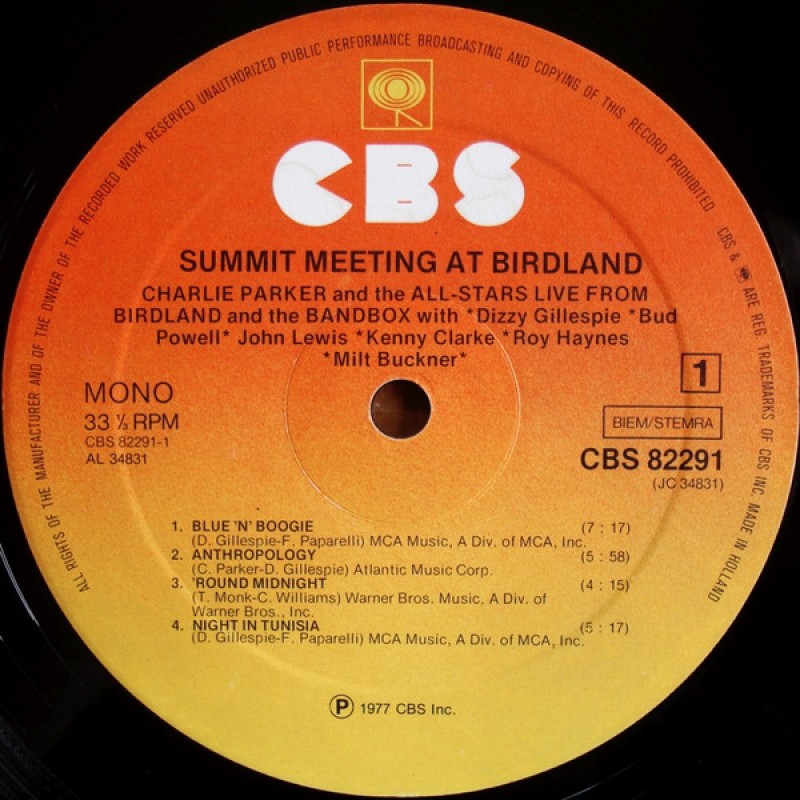 ALL RIGHTS OF THE MANUFACTURER AND OF THE OWNER OF THE RECORDED WORK RESERVED UNAUTHORIZED PUBLIC PERFORMANCE BROADCASTING AND COPYING OF THIS RECORD PROHIBITED CBS & ARE REG. TRADEMARKS OF CBS INC. MADE IN HOLLAND
CBS
SUMMIT MEETING AT BIRDLAND
CHARLIE PARKER and the ALL-STARS LIVE FROM
BIRDLAND and the BANDBOX with *Dizzy Gillespie *Bud
Powell* John Lewis *Kenny Clarke *Roy Haynes
*Milt Buckner*
MONO
33 ⅓ RPM
CBS 82291-1
AL 34831
1
BIEM/STEMRA
CBS 82291
(JC 34831)
1. BLUE 'N' BOOGIE (7 : 17)
(D. Gillespie-F. Paparelli) MCA Music, A Div. of MCA, Inc.
2. ANTHROPOLOGY (5 : 58)
(C. Parker-D. Gillespie) Atlantic Music Corp.
3. 'ROUND MIDNIGHT (4 : 15)
(T. Monk-C. Williams) Warner Bros. Music, A Div. of
Warner Bros., Inc.
4. NIGHT IN TUNISIA (5 : 17)
(D. Gillespie-F. Paparelli) MCA Music, A Div. of MCA, Inc.
Ⓟ 1977 CBS Inc.